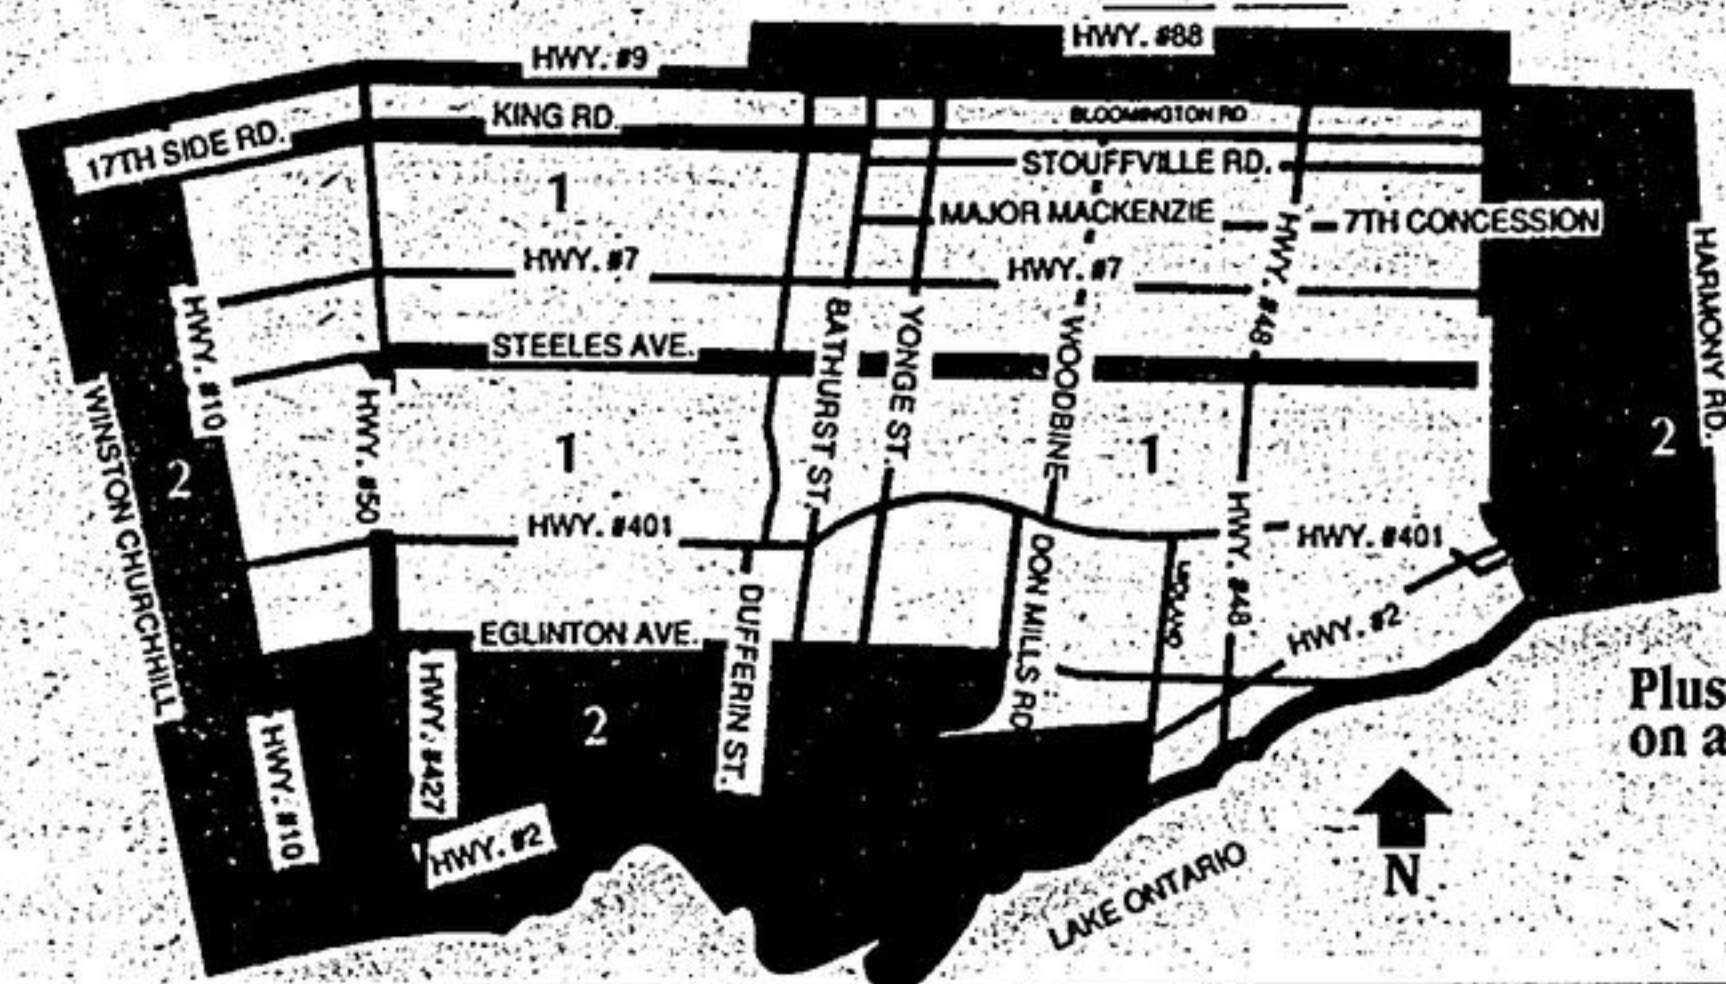 HWY. #88
HWY. #9
KING RD.
BLOOMINGTON RD
17TH SIDE RD.
STOUFFVILLE RD.
1
MAJOR MACKENZIE
7TH CONCESSION
HWY. #7
HWY. #7
HWY. #48
HARMONY RD.
HWY. #10
BATHURST ST.
YONGE ST.
WOODBINE
STEELES AVE.
WINSTON CHURCHHILL
HWY. #50
2
1
1
2
HWY. #401
HWY. #48
HWY. #401
DUFFERIN ST.
DON MILLS RD
MIDLAND
HWY. #2
EGLINTON AVE.
HWY. #427
2
HWY. #10
HWY. #2
LAKE ONTARIO
N
Plus
on a